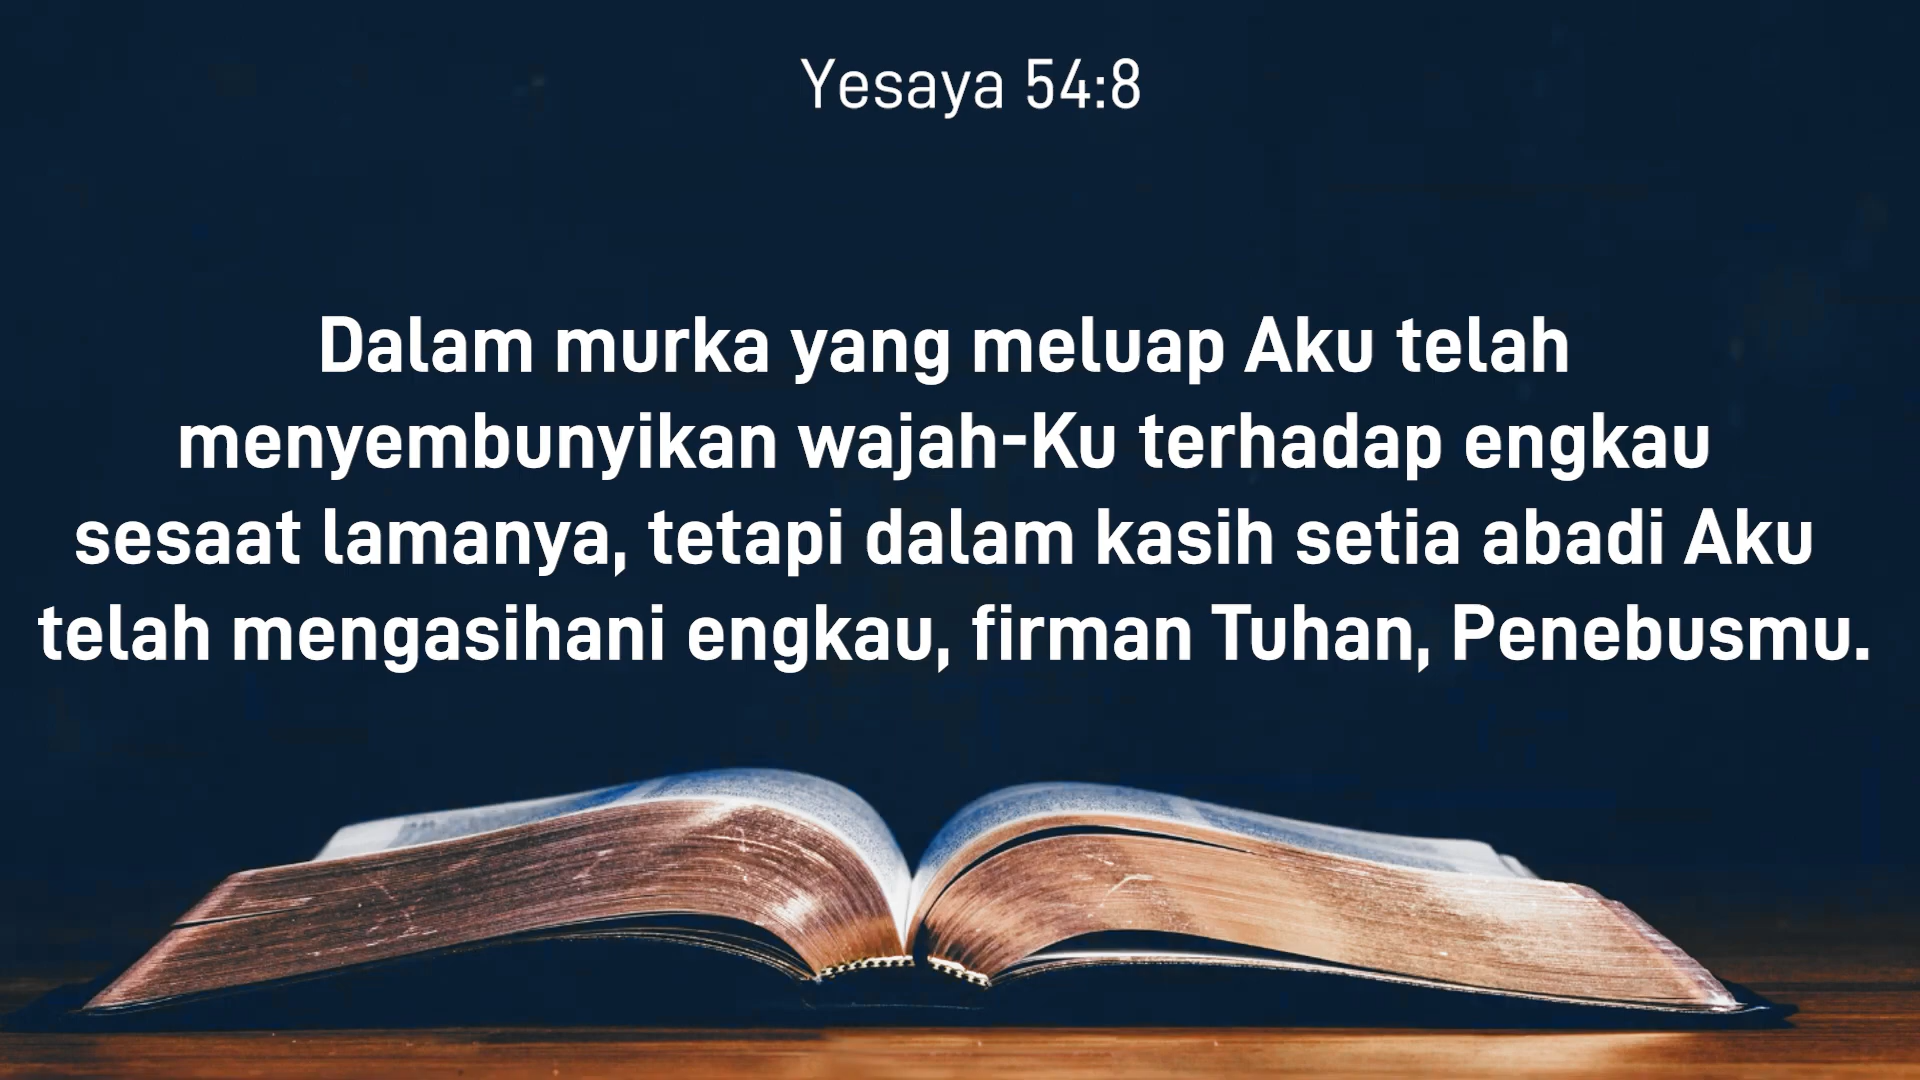 Yesaya 54:8
Dalam murka yang meluap Aku telah
menyembunyikan wajah-Ku terhadap engkau
sesaat lamanya, tetapi dalam kasih setia abadi Aku
telah mengasihani engkau, firman Tuhan, Penebusmu.